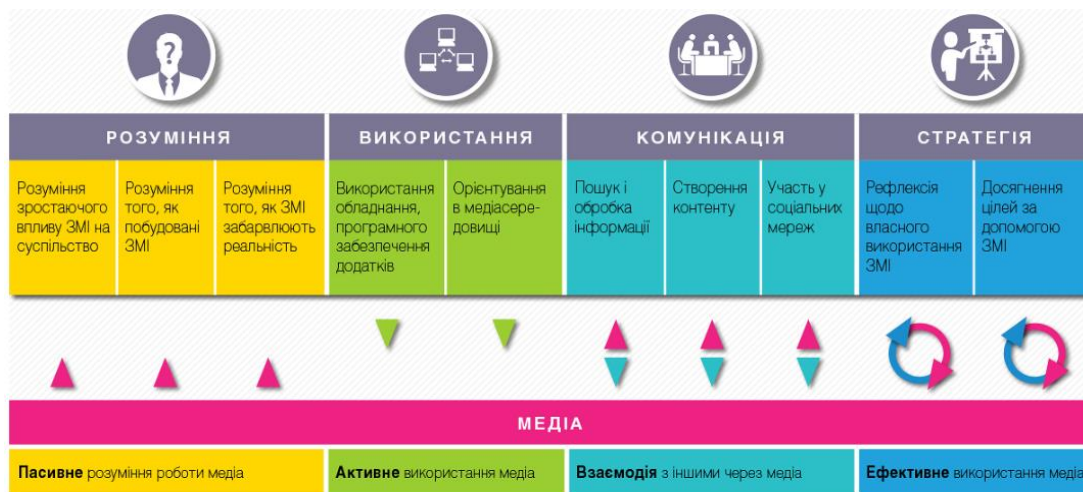 ?
РОЗУМІННЯ
ВИКОРИСТАННЯ
КОМУНІКАЦІЯ
СТРАТЕГІЯ
Розуміння
зростаючого
впливу ЗМІ на
суспільство
Розуміння
того, як
побудовані
ЗМІ
Розуміння
того, як ЗМІ
забарвлюють
реальність
Використання
обладнання,
програмного
забезпечення
додатків
Орієнтування
в медіасере-
довищі
Пошук і
обробка
інформації
Створення
контенту
Участь у
соціальних
мереж
Рефлексія
щодо
власного
використання
ЗМІ
Досягнення
цілей за
допомогою
ЗМІ
МЕДІА
Пасивне розуміння роботи медіа
Активне використання медіа
Взаємодія з іншими через медіа
Ефективне використання медіа